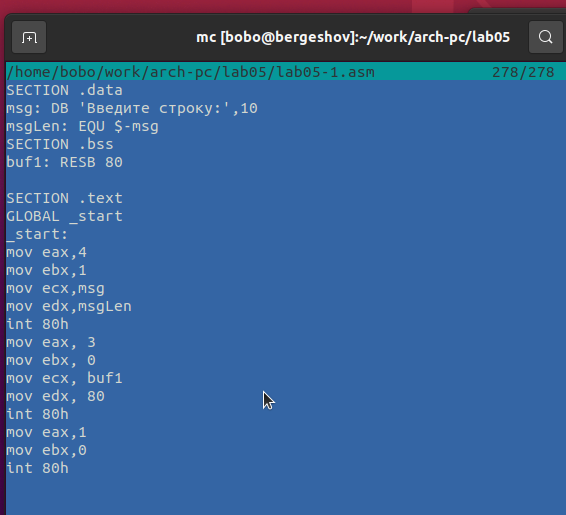 mc [bobo@bergeshov]:~/work/arch-pc/lab05
/home/bobo/work/arch-pc/lab05/lab05-1.asm 278/278
SECTION .data
msg: DB 'Введите строку:',10
msgLen: EQU $-msg
SECTION .bss
buf1: RESB 80
SECTION .text
GLOBAL _start
_start:
mov eax,4
mov ebx,1
mov ecx,msg
mov edx,msgLen
int 80h
mov eax, 3
mov ebx, 0
mov ecx, buf1
mov edx, 80
int 80h
mov eax,1
mov ebx,0
int 80h